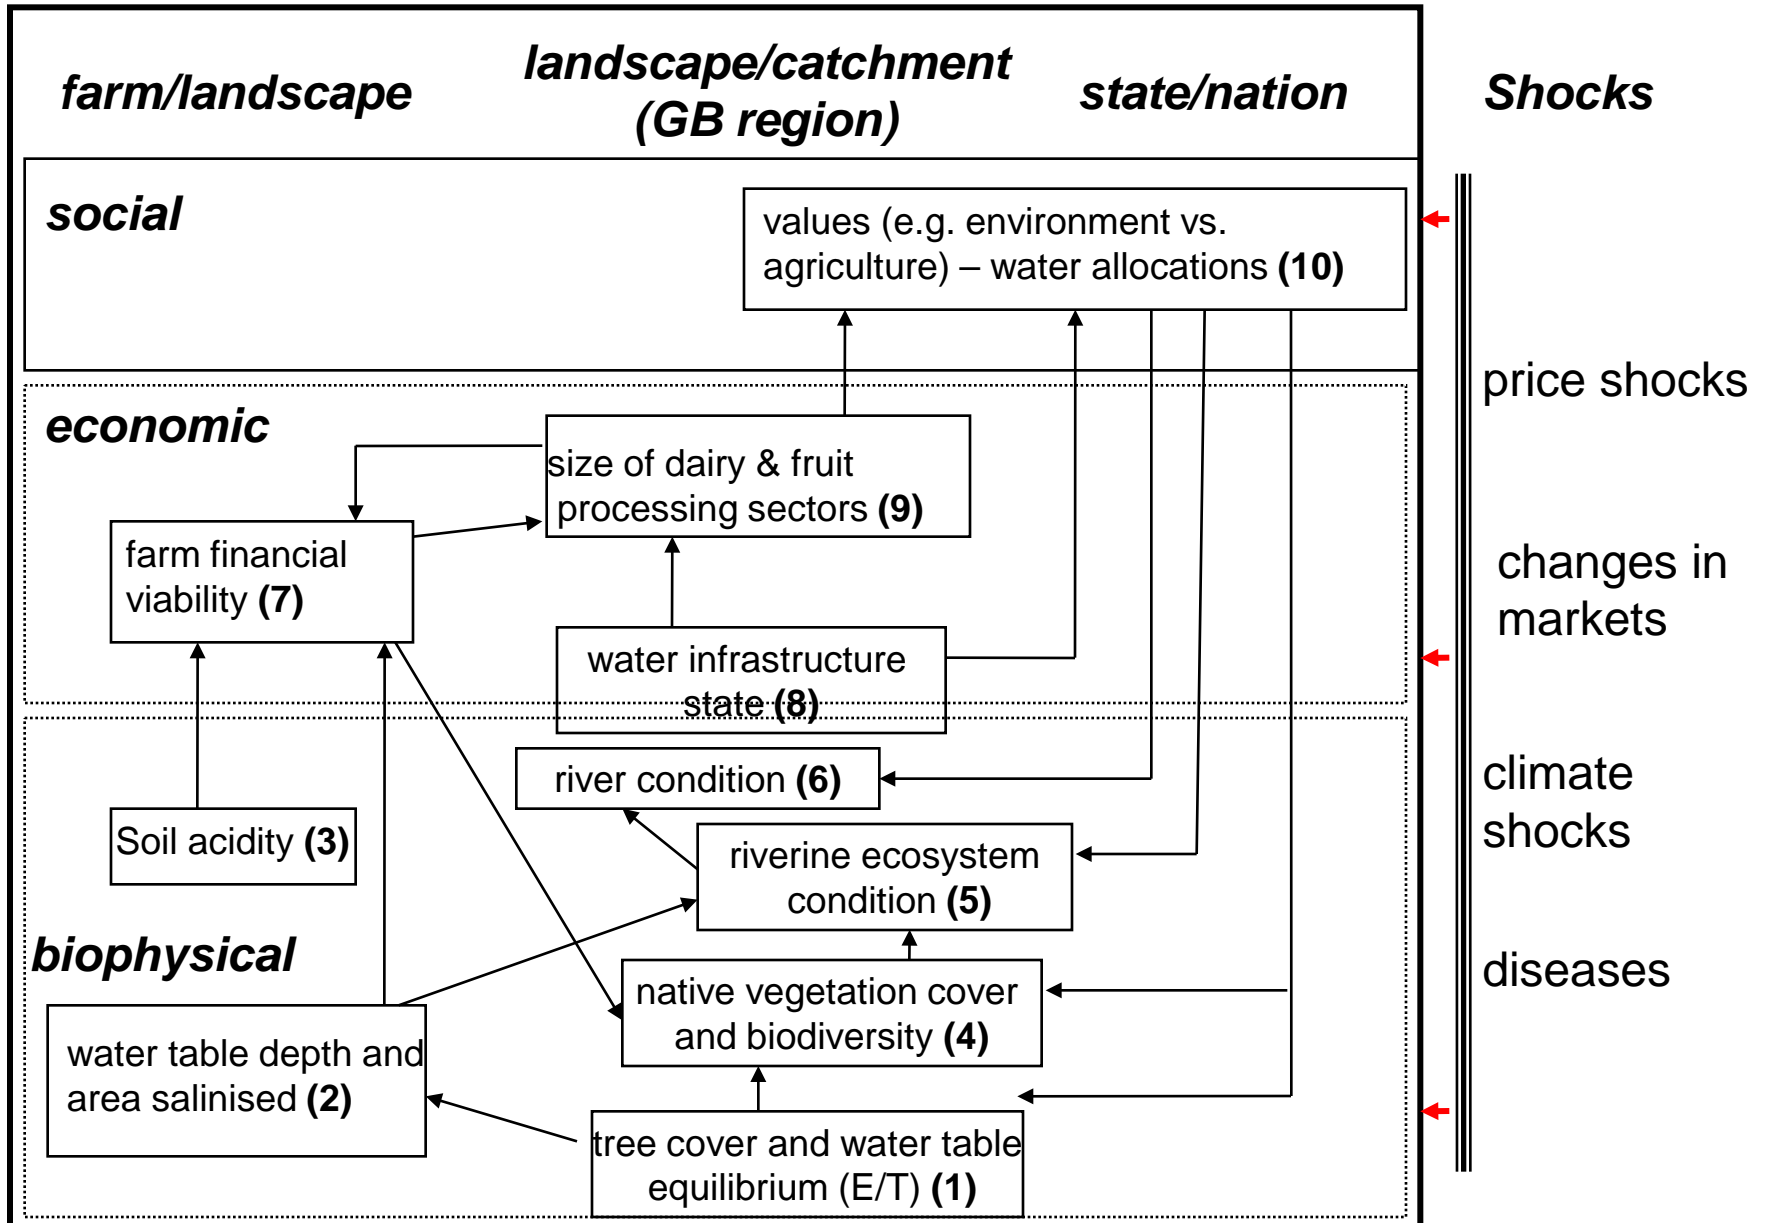 farm/landscape
landscape/catchment
(GB region)
state/nation
Shocks
social
values (e.g. environment vs.
agriculture) – water allocations (10)
price shocks
economic
size of dairy & fruit
processing sectors (9)
farm financial
viability (7)
changes in
markets
water infrastructure
state (8)
river condition (6)
climate
shocks
Soil acidity (3)
riverine ecosystem
condition (5)
biophysical
native vegetation cover
and biodiversity (4)
diseases
water table depth and
area salinised (2)
tree cover and water table
equilibrium (E/T) (1)